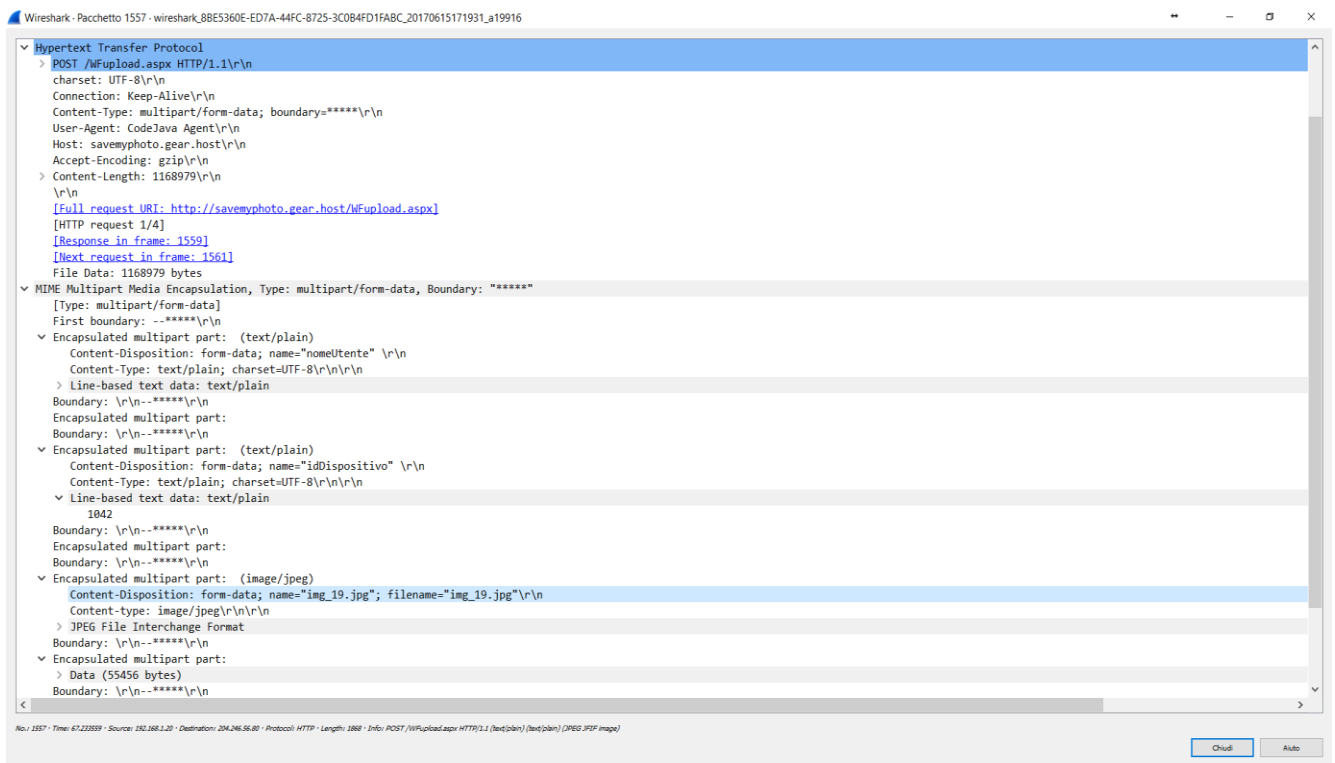 Wireshark · Pacchetto 1557 · wireshark_8BE5360E-ED7A-44FC-8725-3C0B4FD1FABC_20170615171931_a19916
Hypertext Transfer Protocol
POST /WFupload.aspx HTTP/1.1\r\n
charset: UTF-8\r\n
Connection: Keep-Alive\r\n
Content-Type: multipart/form-data; boundary=*****\r\n
User-Agent: CodeJava Agent\r\n
Host: savemyphoto.gear.host\r\n
Accept-Encoding: gzip\r\n
Content-Length: 1168979\r\n
\r\n
[Full request URI: http://savemyphoto.gear.host/WFupload.aspx]
[HTTP request 1/4]
[Response in frame: 1559]
[Next request in frame: 1561]
File Data: 1168979 bytes
MIME Multipart Media Encapsulation, Type: multipart/form-data, Boundary: "*****"
[Type: multipart/form-data]
First boundary: --*****\r\n
Encapsulated multipart part:  (text/plain)
Content-Disposition: form-data; name="nomeUtente" \r\n
Content-Type: text/plain; charset=UTF-8\r\n\r\n
Line-based text data: text/plain
Boundary: \r\n--*****\r\n
Encapsulated multipart part:
Boundary: \r\n--*****\r\n
Encapsulated multipart part:  (text/plain)
Content-Disposition: form-data; name="idDispositivo" \r\n
Content-Type: text/plain; charset=UTF-8\r\n\r\n
Line-based text data: text/plain
1042
Boundary: \r\n--*****\r\n
Encapsulated multipart part:
Boundary: \r\n--*****\r\n
Encapsulated multipart part:  (image/jpeg)
Content-Disposition: form-data; name="img_19.jpg"; filename="img_19.jpg"\r\n
Content-type: image/jpeg\r\n\r\n
JPEG File Interchange Format
Boundary: \r\n--*****\r\n
Encapsulated multipart part:
Data (55456 bytes)
Boundary: \r\n--*****\r\n
No.: 1557 · Time: 67.233559 · Source: 192.168.1.20 · Destination: 204.246.56.80 · Protocol: HTTP · Length: 1868 · Info: POST /WFupload.aspx HTTP/1.1 (text/plain) (text/plain) (JPEG JFIF image)
Chiudi
Aiuto